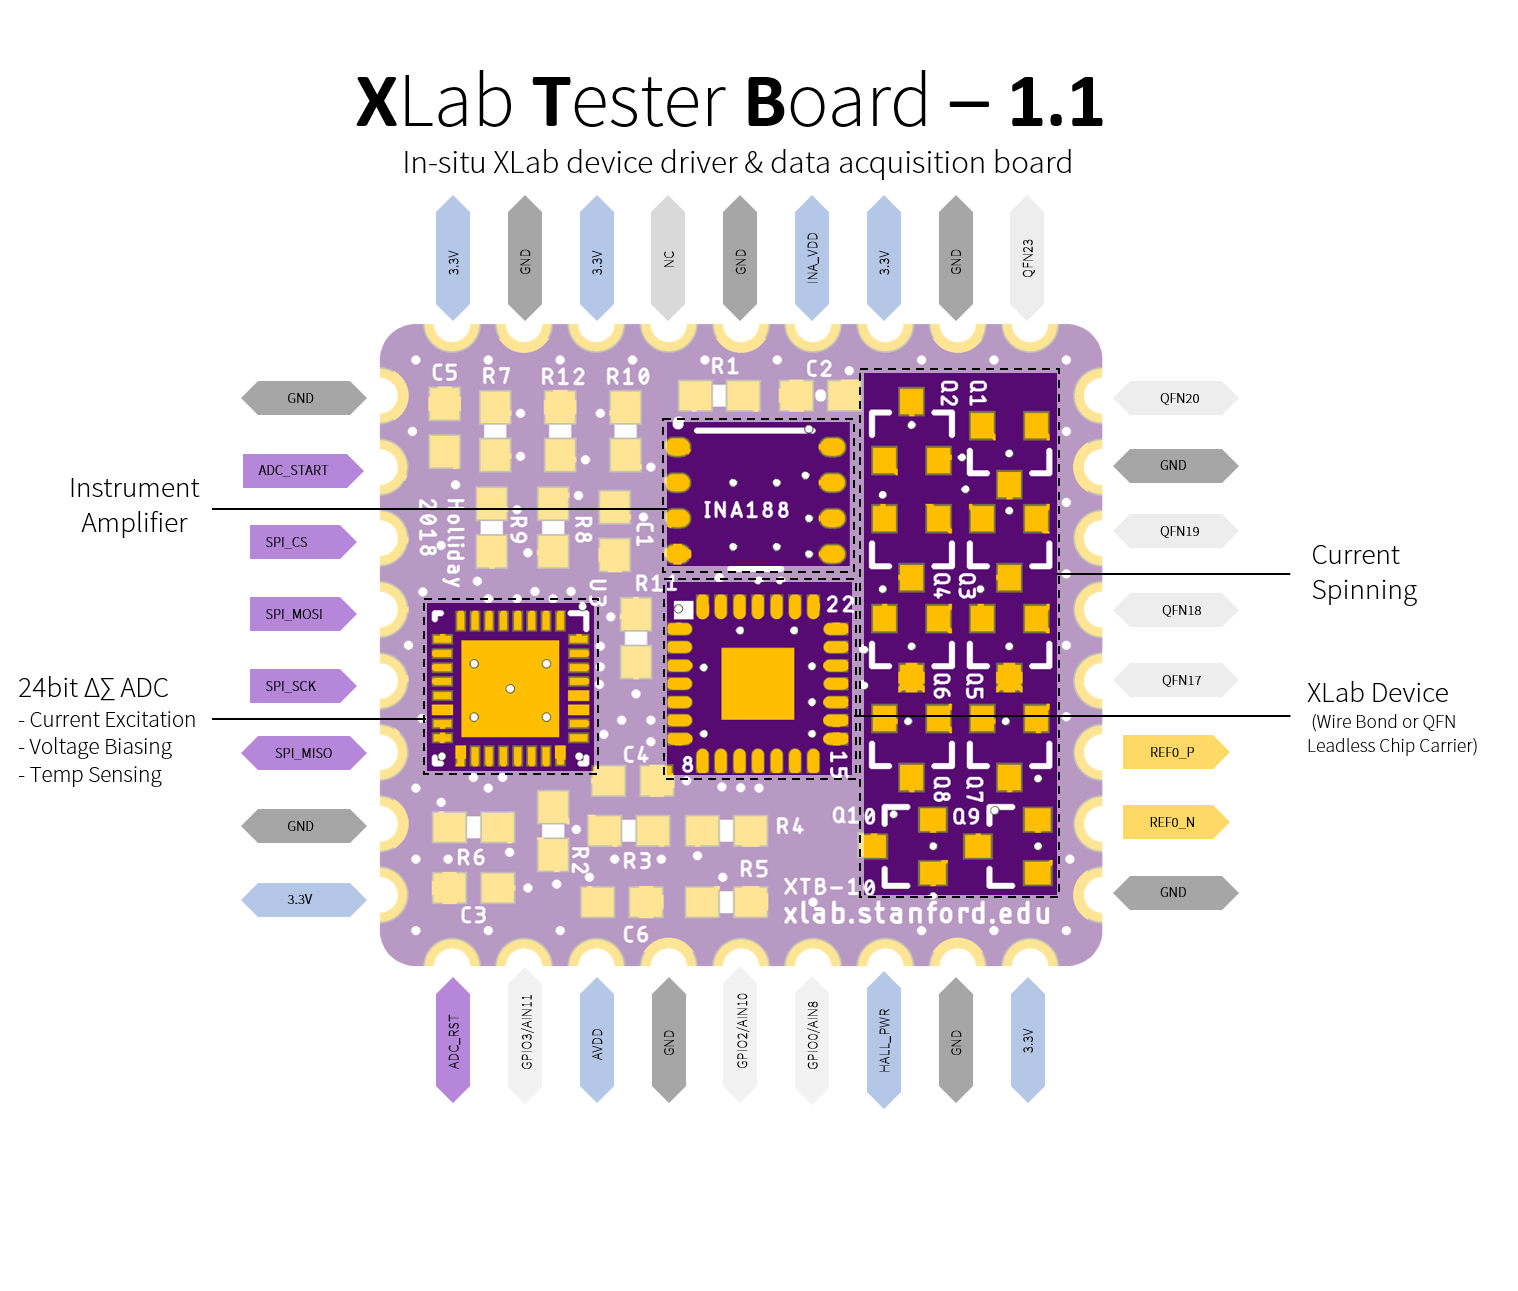 XLab Tester Board – 1.1
In-situ XLab device driver & data acquisition board
3.3V
GND
3.3V
NC
GND
INA_VDD
3.3V
GND
QFN23
GND
ADC_START
SPI_CS
SPI_MOSI
SPI_SCK
SPI_MISO
GND
3.3V
Instrument
Amplifier
24bit Δ∑ ADC
- Current Excitation
- Voltage Biasing
- Temp Sensing
C5
R7
R12
R10
R1
C2
Q2
Q1
INA188
Holliday
2018
R9
R8
C1
U3
R11
22
Q4
Q3
Q6
Q5
8
15
C4
Q8
Q7
Q10
Q9
R6
R2
R3
R4
R5
C3
C6
XTB-10
xlab.stanford.edu
QFN20
GND
QFN19
QFN18
QFN17
REF0_P
REF0_N
GND
Current
Spinning
XLab Device
(Wire Bond or QFN
Leadless Chip Carrier)
ADC_RST
GPIO3/AIN11
AVDD
GND
GPIO2/AIN10
GPIO0/AIN8
HALL_PWR
GND
3.3V